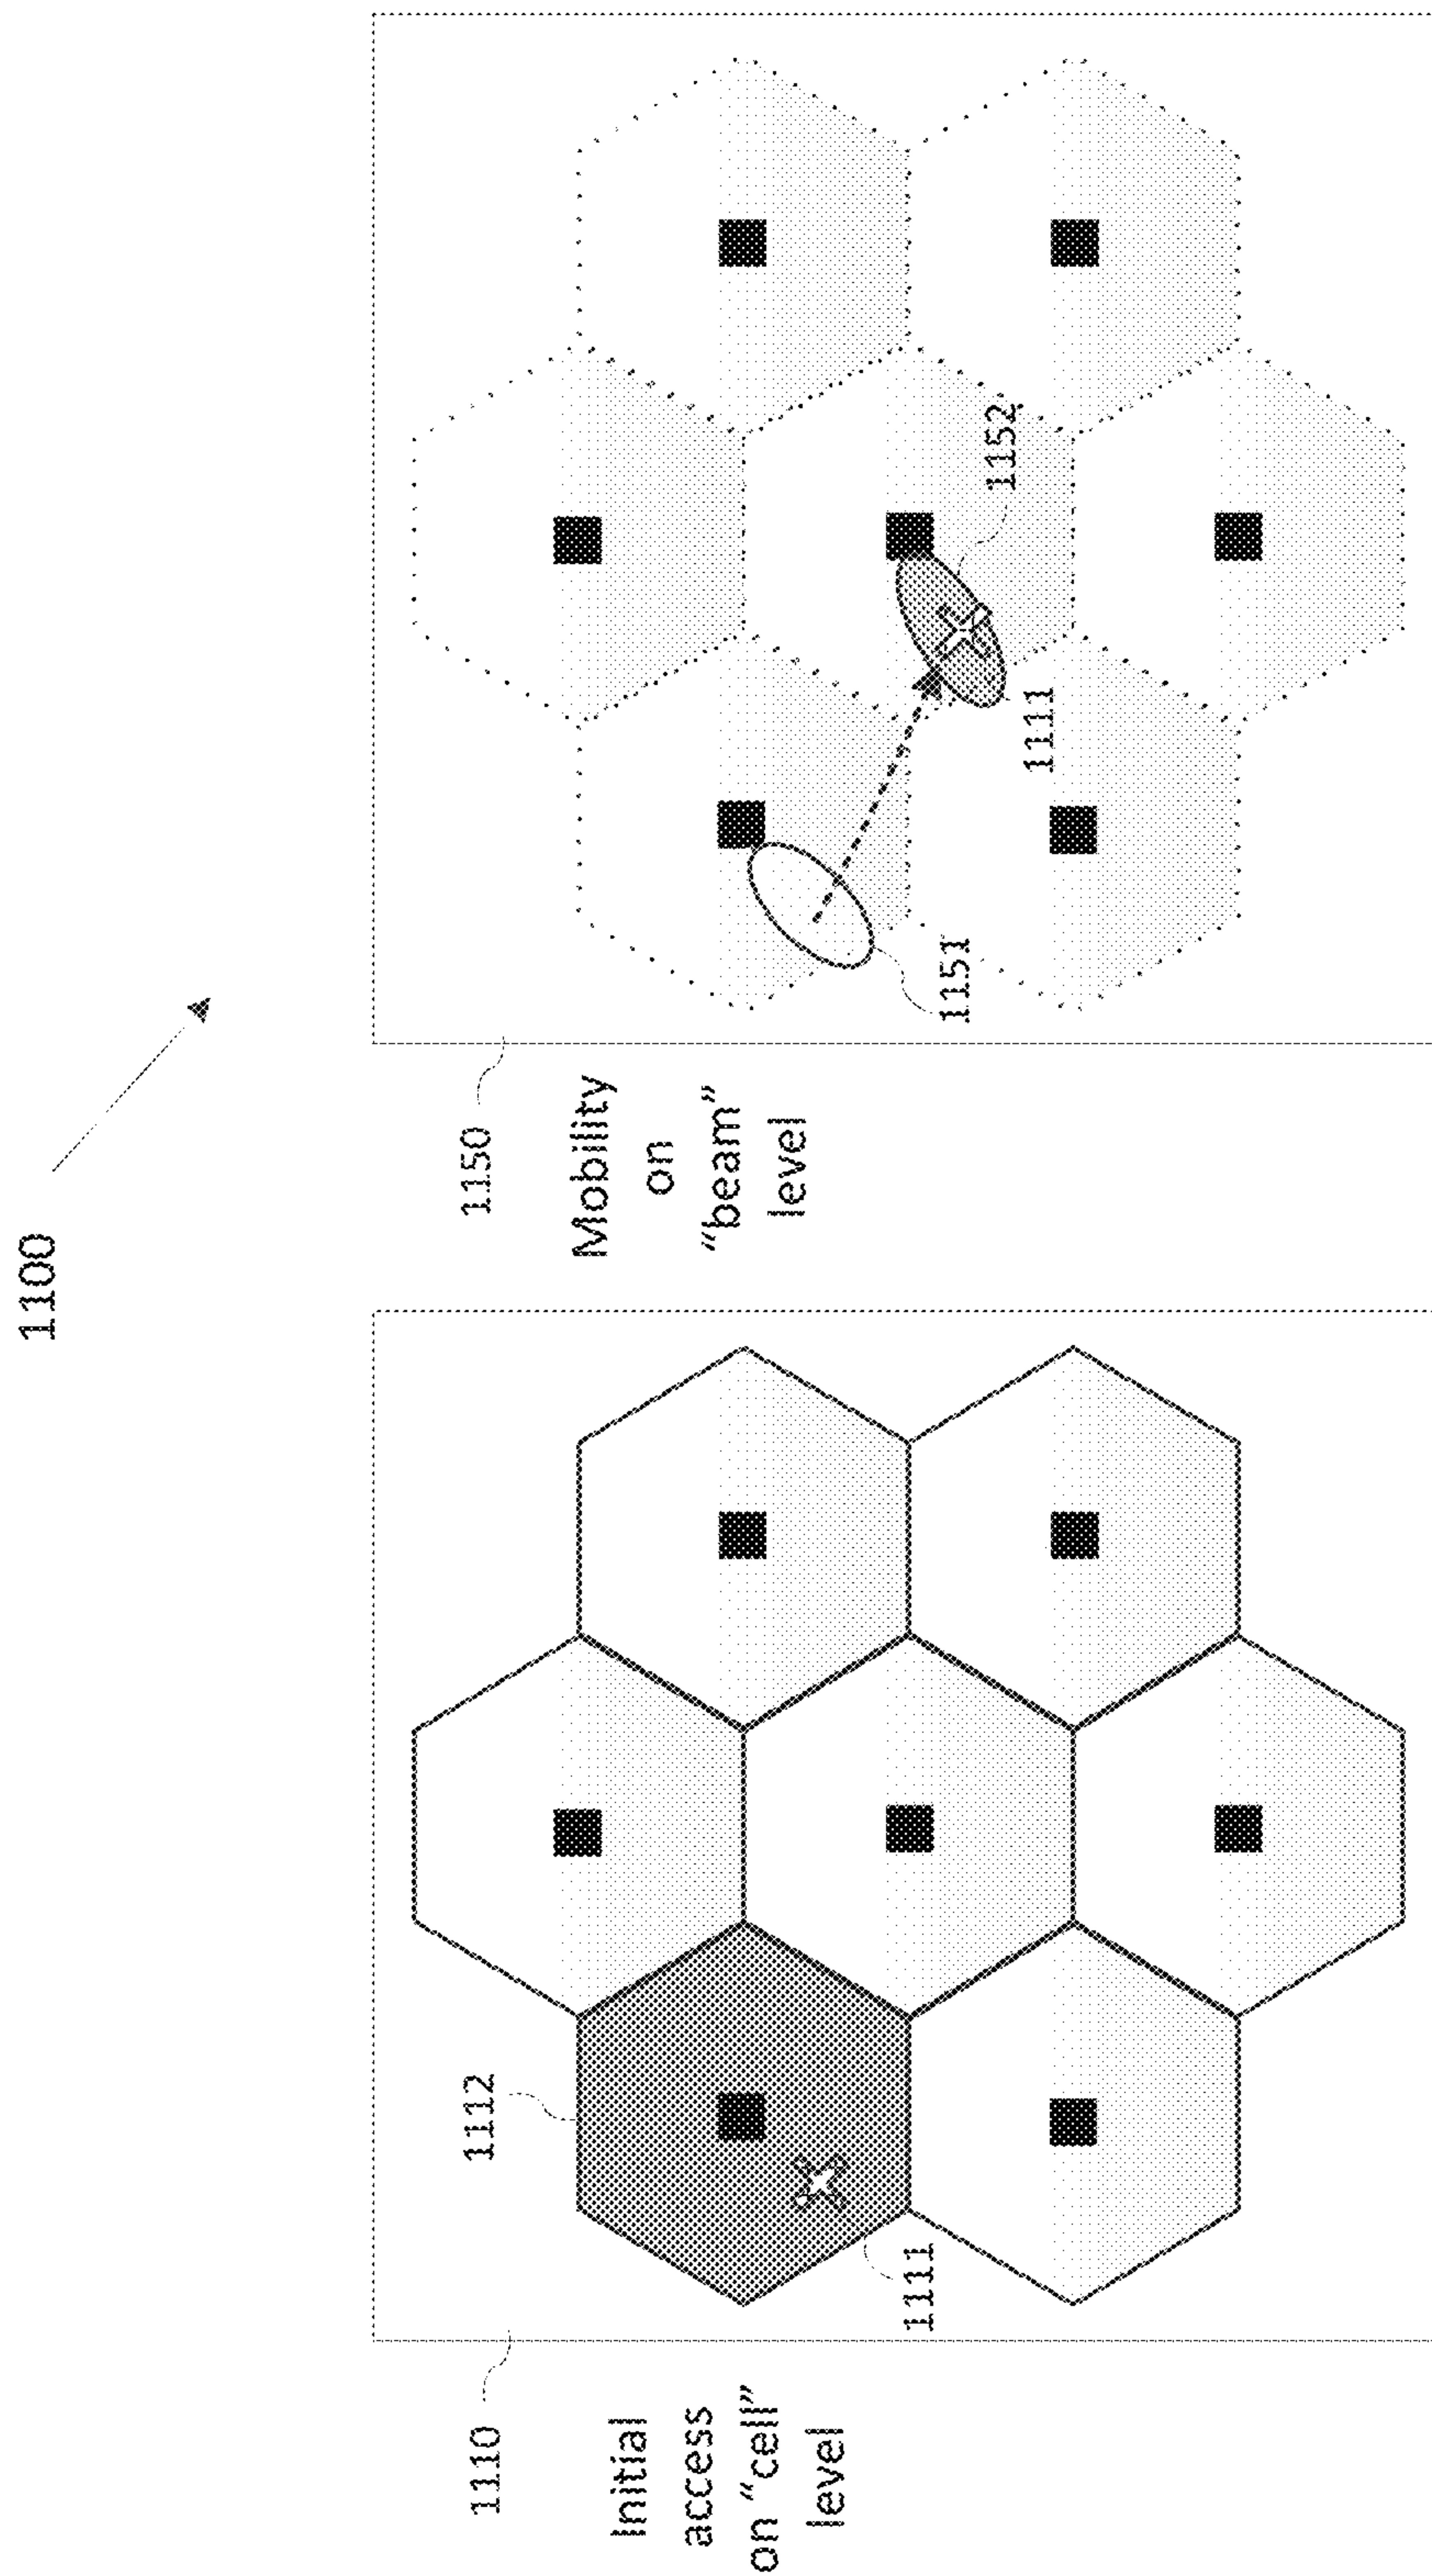 1100
1110
Initial
access
on “cell”
level
1112
1111
1150
Mobility
on
“beam”
level
1151
1152
1111